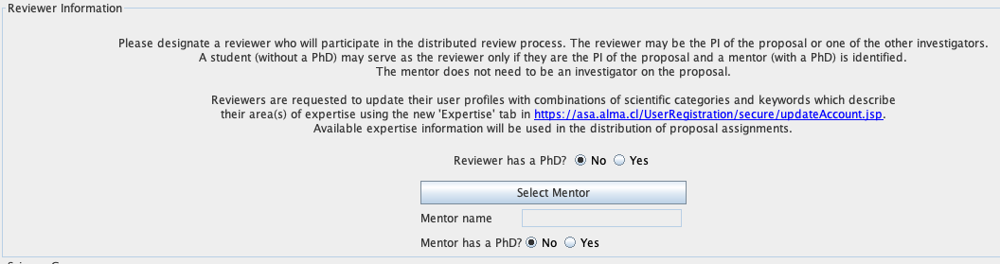 Reviewer Information
Please designate a reviewer who will participate in the distributed review process. The reviewer may be the PI of the proposal or one of the other investigators.
A student (without a PhD) may serve as the reviewer only if they are the PI of the proposal and a mentor (with a PhD) is identified.
The mentor does not need to be an investigator on the proposal.
Reviewers are requested to update their user profiles with combinations of scientific categories and keywords which describe
their area(s) of expertise using the new 'Expertise' tab in https://asa.alma.cl/UserRegistration/secure/updateAccount.jsp.
Available expertise information will be used in the distribution of proposal assignments.
Reviewer has a PhD? No Yes
Select Mentor
Mentor name
Mentor has a PhD? No Yes